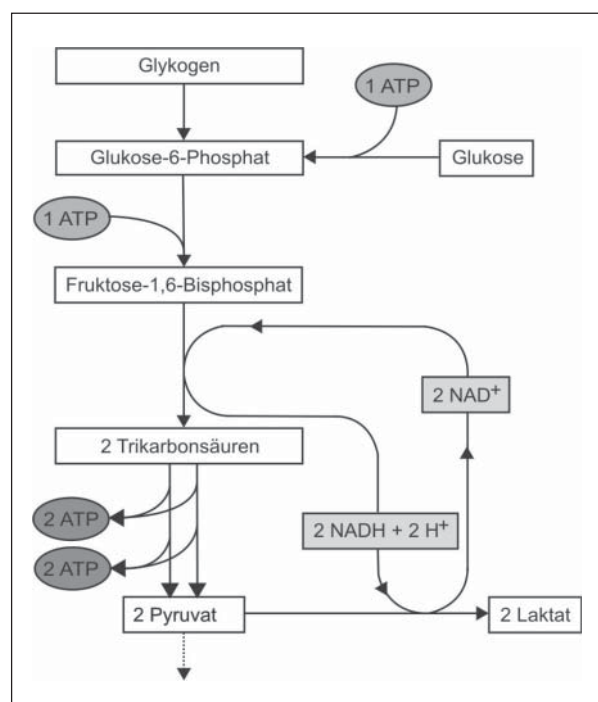 Glykogen
1 ATP
Glukose-6-Phosphat
Glukose
1 ATP
Fruktose-1,6-Bisphosphat
2 NAD+
2 Trikarbonsäuren
2 ATP
2 NADH + 2 H+
2 ATP
2 Pyruvat
2 Laktat